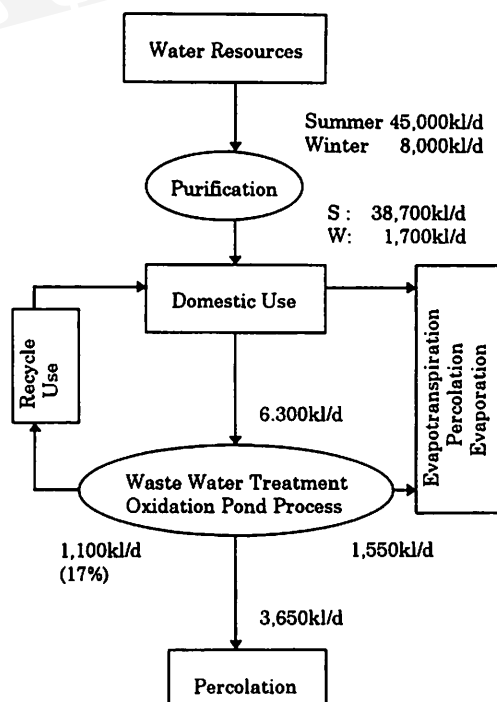 Water Resources
Summer 45,000kl/d
Winter 8,000kl/d
Purification
S : 38,700kl/d
W: 1,700kl/d
Domestic Use
Recycle
Use
Evapotranspiration
Percolation
Evaporation
6.300kl/d
Waste Water Treatment
Oxidation Pond Process
1,100kl/d
(17%)
1,550kl/d
3,650kl/d
Percolation